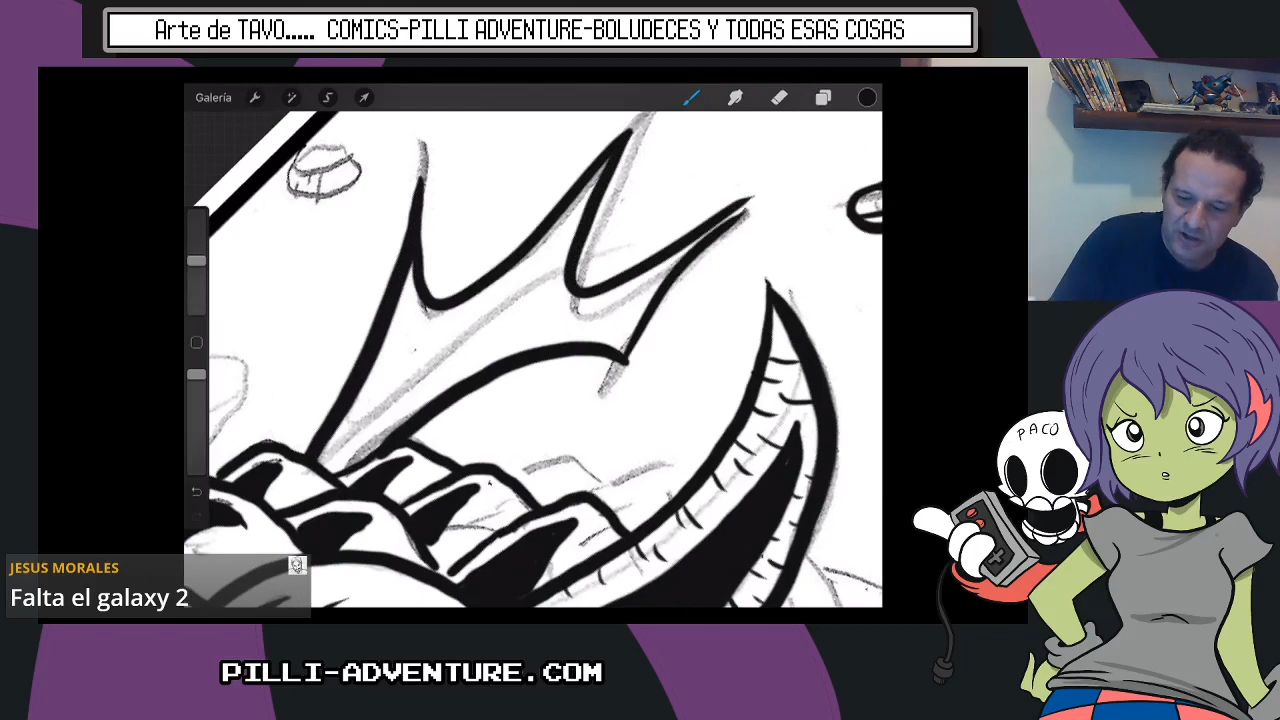 Arte de TAVO..... COMICS-PILLI ADVENTURE-BOLUDECES Y TODAS ESAS COSAS
Galería
PACO
JESUS MORALES
Falta el galaxy 2
PILLI-ADVENTURE.COM